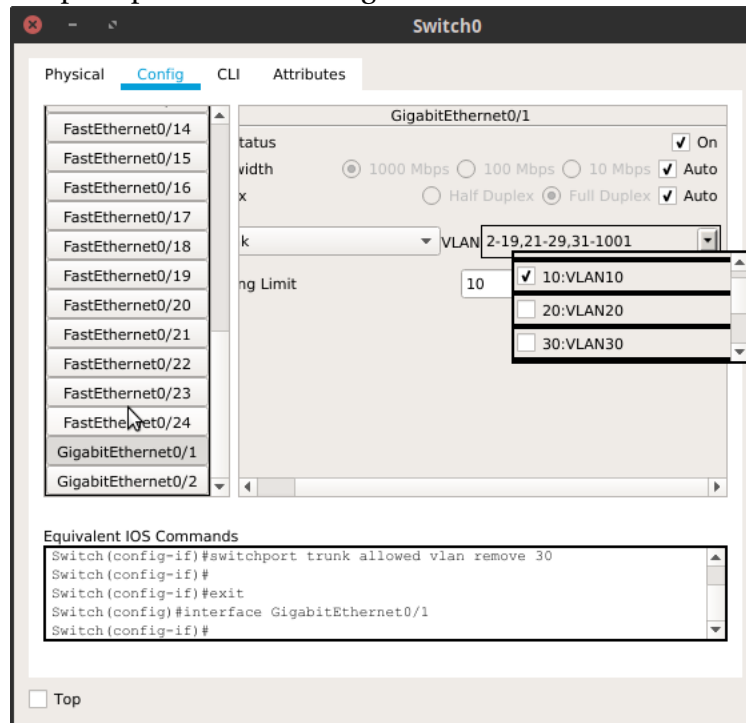 Switch0
Physical Config CLI Attributes
FastEthernet0/14
FastEthernet0/15
FastEthernet0/16
FastEthernet0/17
FastEthernet0/18
FastEthernet0/19
FastEthernet0/20
FastEthernet0/21
FastEthernet0/22
FastEthernet0/23
FastEthernet0/24
GigabitEthernet0/1
GigabitEthernet0/2
GigabitEthernet0/1
tatus On
vidth 1000 Mbps 100 Mbps 10 Mbps Auto
x Half Duplex Full Duplex Auto
k VLAN 2-19,21-29,31-1001
ng Limit 10
10:VLAN10
20:VLAN20
30:VLAN30
Equivalent IOS Commands
Switch(config-if)#switchport trunk allowed vlan remove 30
Switch(config-if)#
Switch(config-if)#exit
Switch(config)#interface GigabitEthernet0/1
Switch(config-if)#
Top